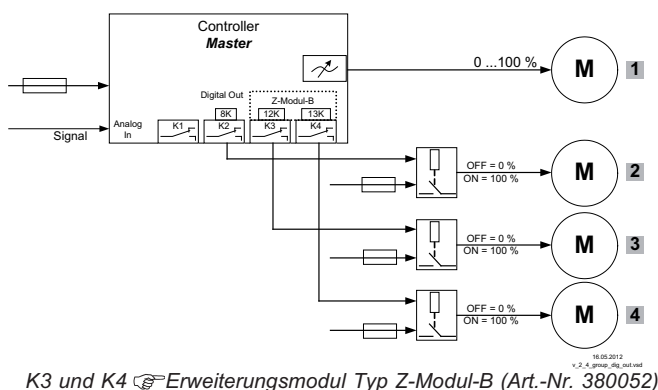 Controller
Master
0 ...100 %
M
1
Digital Out
Z-Modul-B
8K
12K
13K
Analog
In
K1
K2
K3
K4
Signal
OFF = 0 %
ON = 100 %
M
2
OFF = 0 %
ON = 100 %
M
3
OFF = 0 %
ON = 100 %
M
4
16.05.2012
v_2_4_group_dig_out.vsd
K3 und K4 ☞Erweiterungsmodul Typ Z-Modul-B (Art.-Nr. 380052)